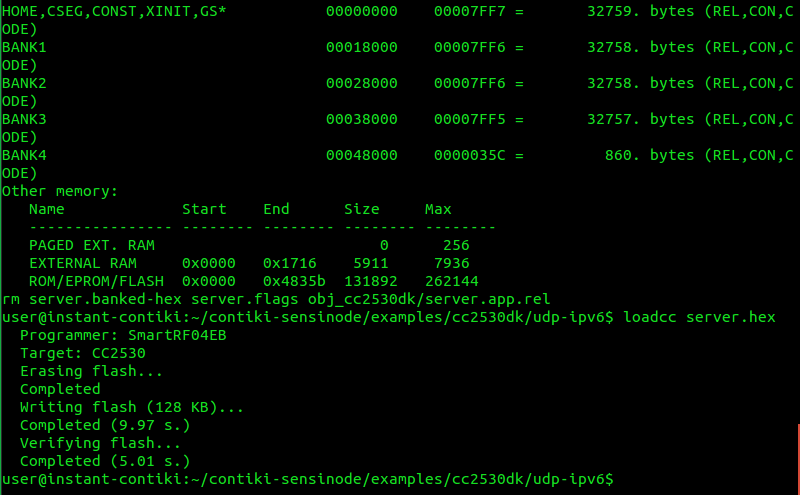 HOME,CSEG,CONST,XINIT,GS*           00000000    00007FF7 =       32759. bytes (REL,CON,C
ODE)
BANK1                               00018000    00007FF6 =       32758. bytes (REL,CON,C
ODE)
BANK2                               00028000    00007FF6 =       32758. bytes (REL,CON,C
ODE)
BANK3                               00038000    00007FF5 =       32757. bytes (REL,CON,C
ODE)
BANK4                               00048000    0000035C =         860. bytes (REL,CON,C
ODE)
Other memory:
   Name             Start    End      Size     Max
   ---------------- -------- -------- -------- --------
   PAGED EXT. RAM                         0      256
   EXTERNAL RAM     0x0000   0x1716    5911     7936
   ROM/EPROM/FLASH  0x0000   0x4835b  131892   262144
rm server.banked-hex server.flags obj_cc2530dk/server.app.rel
user@instant-contiki:~/contiki-sensinode/examples/cc2530dk/udp-ipv6$ loadcc server.hex
  Programmer: SmartRF04EB
  Target: CC2530
  Erasing flash...
  Completed
  Writing flash (128 KB)...
  Completed (9.97 s.)
  Verifying flash...
  Completed (5.01 s.)
user@instant-contiki:~/contiki-sensinode/examples/cc2530dk/udp-ipv6$